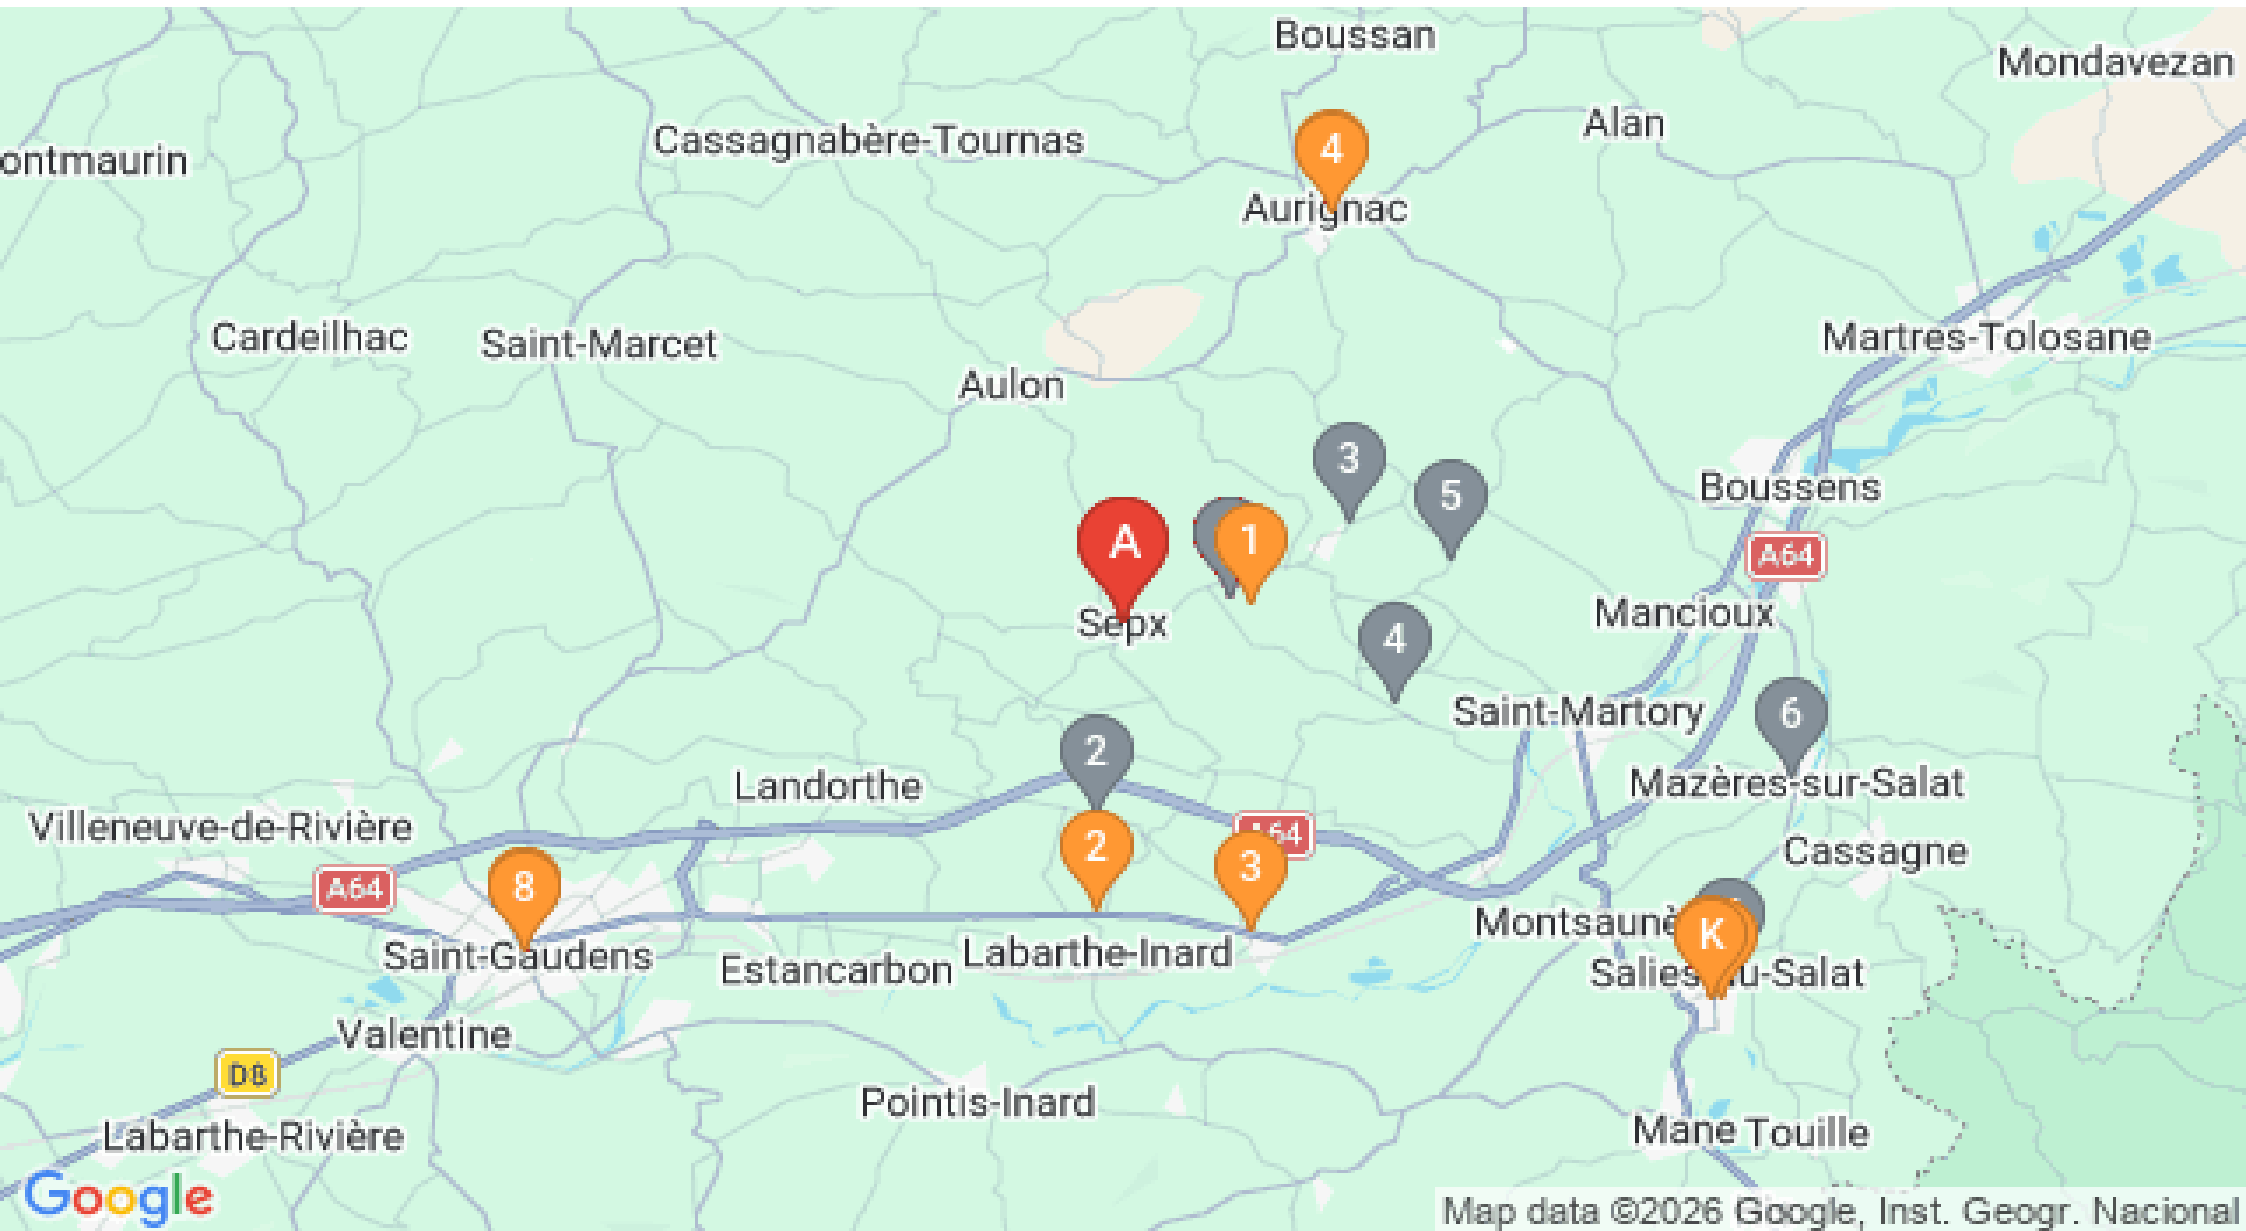 Boussan
Mondavezan
Alan
Cassagnabère-Tournas
4
ontmaurin
Aurignac
Cardeilhac
Saint-Marcet
Martres-Tolosane
Aulon
3
5
Boussens
A
1
A64
Sepx
Mancioux
4
Saint-Martory
6
2
Landorthe
Mazères-sur-Salat
Villeneuve-de-Rivière
A64
2
3
Cassagne
A64
8
Montsaunè
K
Saint-Gaudens
Labarthe-Inard
Estancarbon
Salies-du-Salat
Valentine
D8
Pointis-Inard
Labarthe-Rivière
Mane
Touille
Google
Map data ©2026 Google, Inst. Geogr. Nacional